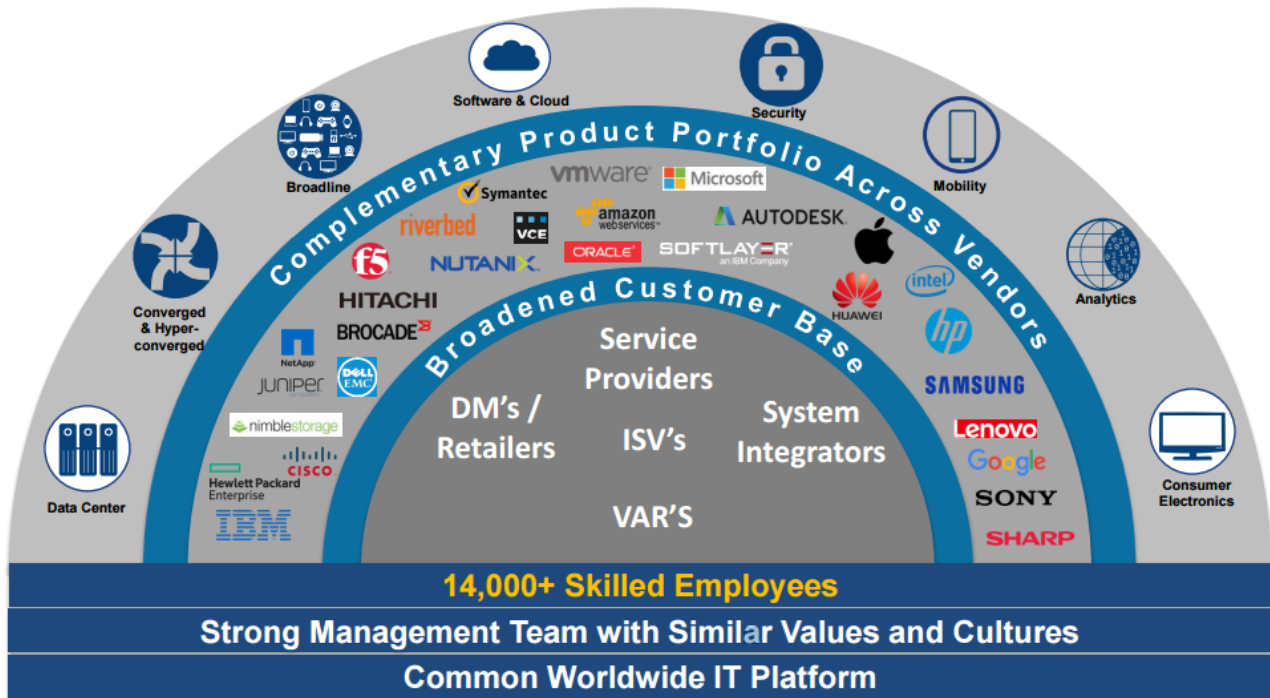 Software & Cloud
Security
Broadline
Mobility
Converged
& Hyper-
converged
Analytics
Data Center
Consumer
Electronics
Complementary Product Portfolio Across Vendors
vmware
Microsoft
Symantec
riverbed
VCE
amazon
webservices™
AUTODESK
f5
NUTANIX
ORACLE
SOFTLAYER
an IBM Company
HITACHI
HUAWEI
intel
BROCADE
hp
NetApp
JUNIPER
DELL
EMC
SAMSUNG
nimblestorage
Lenovo
CISCO
Google
Hewlett Packard
Enterprise
SONY
IBM
SHARP
Broadened Customer Base
Service
Providers
DM's /
Retailers
ISV's
System
Integrators
VAR'S
14,000+ Skilled Employees
Strong Management Team with Similar Values and Cultures
Common Worldwide IT Platform